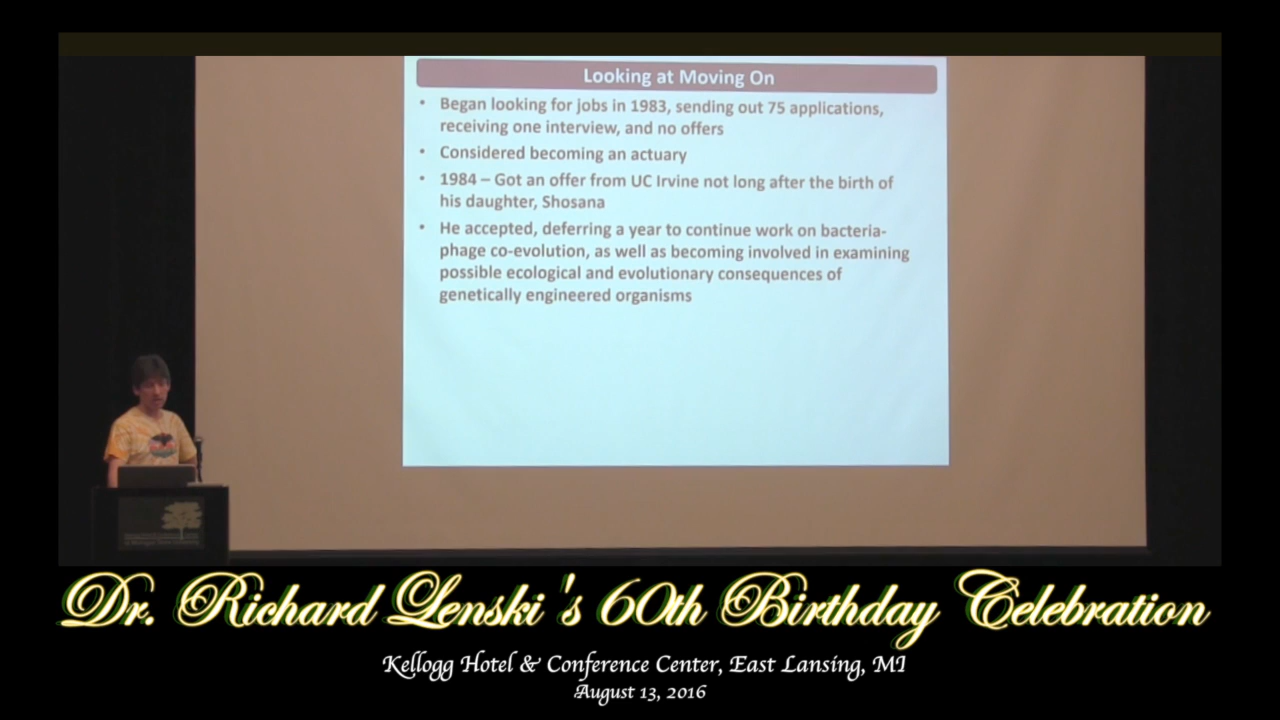 Looking at Moving On
• Began looking for jobs in 1983, sending out 75 applications,
receiving one interview, and no offers
• Considered becoming an actuary
• 1984 – Got an offer from UC Irvine not long after the birth of
his daughter, Shosana
• He accepted, deferring a year to continue work on bacteria-
phage co-evolution, as well as becoming involved in examining
possible ecological and evolutionary consequences of
genetically engineered organisms
Dr. Richard Lenski's 60th Birthday Celebration
Kellogg Hotel & Conference Center, East Lansing, MI
August 13, 2016